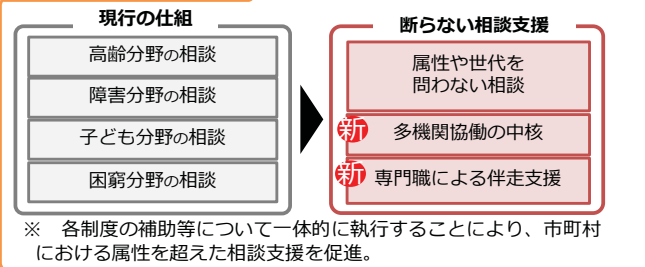 現行の仕組
高齢分野の相談
障害分野の相談
子ども分野の相談
困窮分野の相談
断らない相談支援
属性や世代を
問わない相談
新 多機関協働の中核
新 専門職による伴走支援
※　各制度の補助等について一体的に執行することにより、市町村
における属性を超えた相談支援を促進。